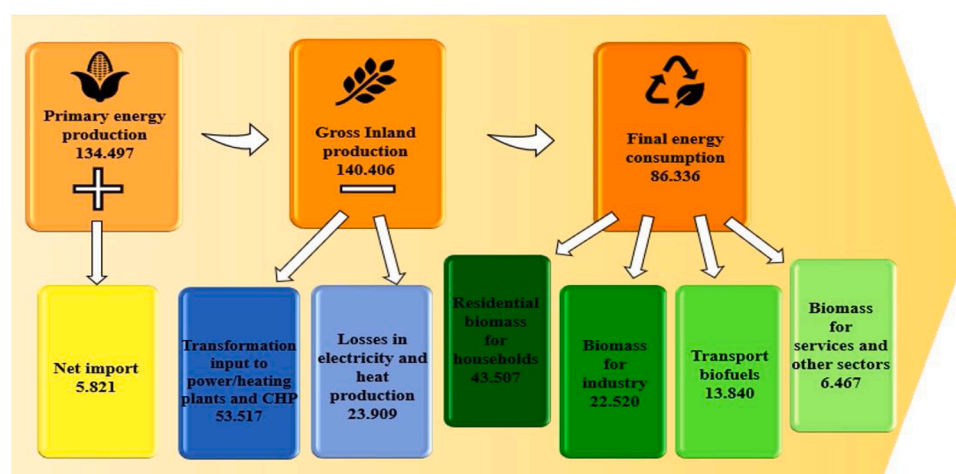 Primary energy
production
134.497
Gross Inland
production
140.406
Final energy
consumption
86.336
Net import
5.821
Transformation
input to
power/heating
plants and CHP
53.517
Losses in
electricity and
heat
production
23.909
Residential
biomass
for
households
43.507
Biomass
for
industry
22.520
Transport
biofuels
13.840
Biomass
for
services and
other sectors
6.467